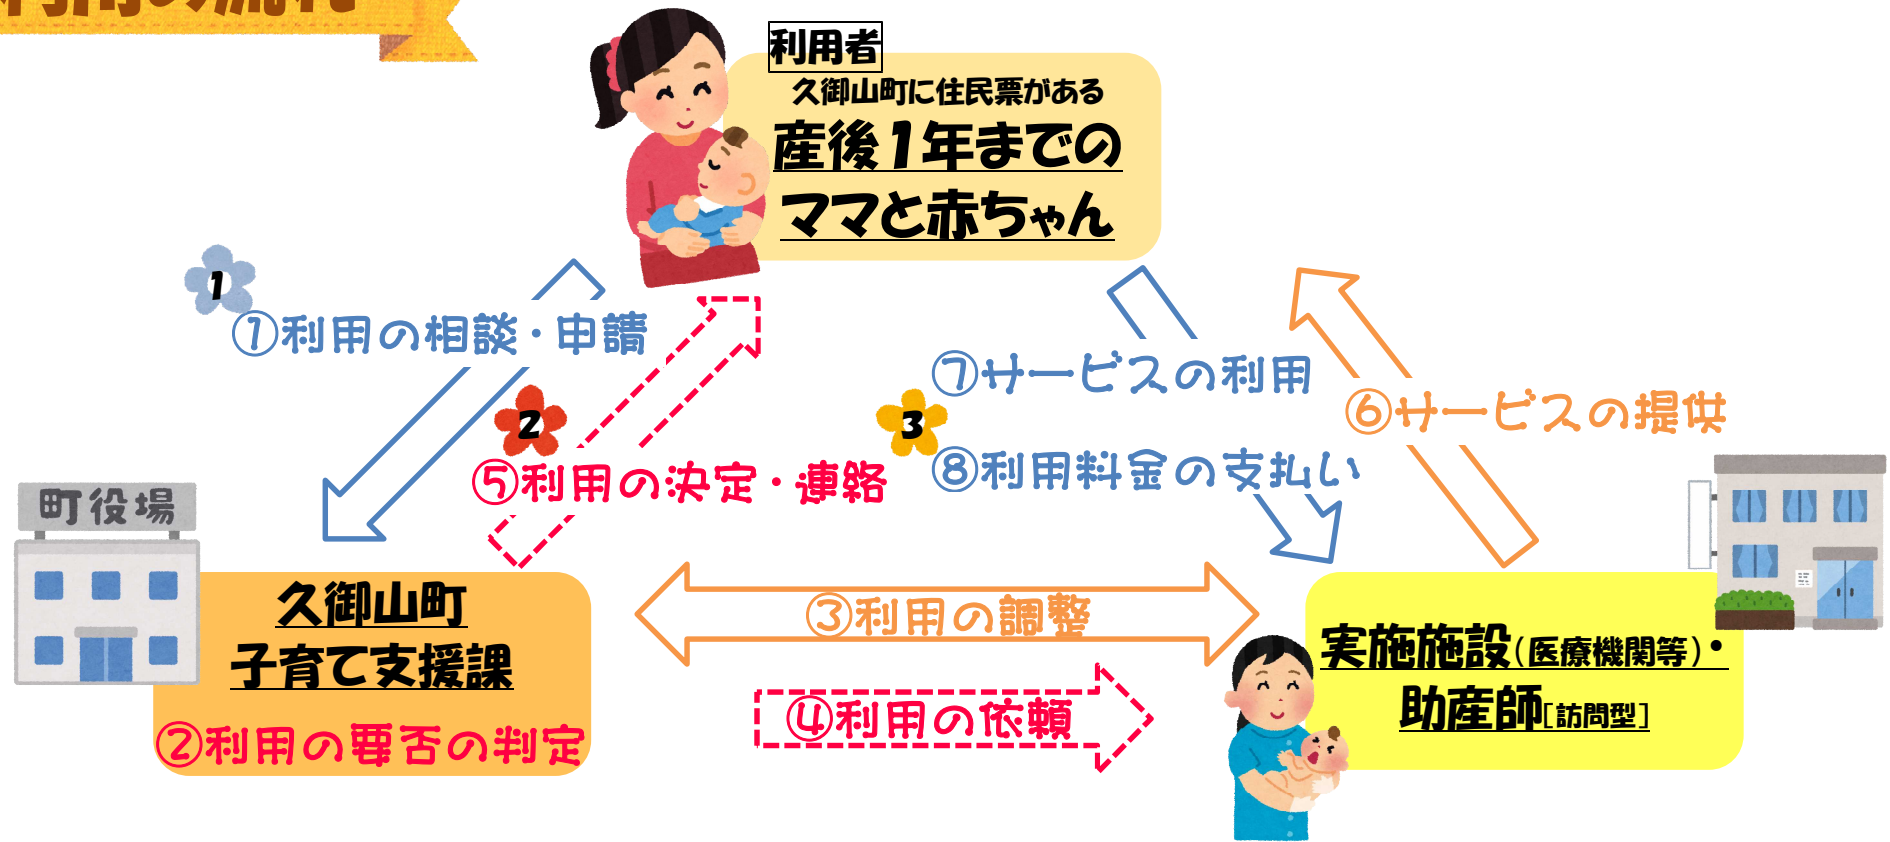 利用の流れ
利用者
久御山町に住民票がある
産後1年までの
ママと赤ちゃん
1
①利用の相談・申請
2
⑤利用の決定・連絡
3
⑦サービスの利用
⑧利用料金の支払い
⑥サービスの提供
町役場
久御山町
子育て支援課
②利用の要否の判定
③利用の調整
④利用の依頼
実施施設(医療機関等)・
助産師[訪問型]